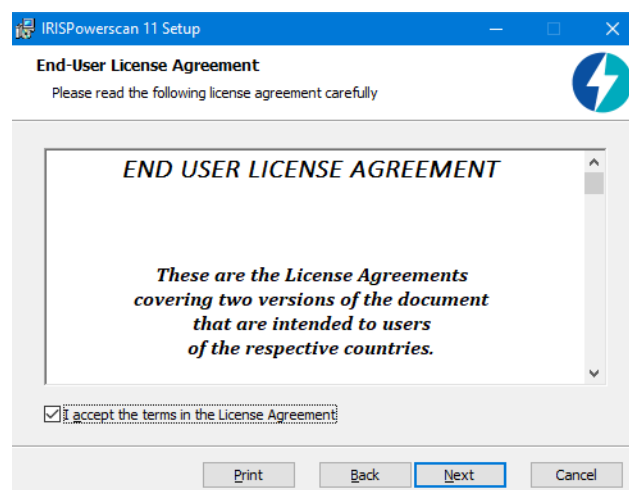 IRISPowerscan 11 Setup
End-User License Agreement
Please read the following license agreement carefully
END USER LICENSE AGREEMENT
These are the License Agreements
covering two versions of the document
that are intended to users
of the respective countries.
I accept the terms in the License Agreement
Print Back Next Cancel